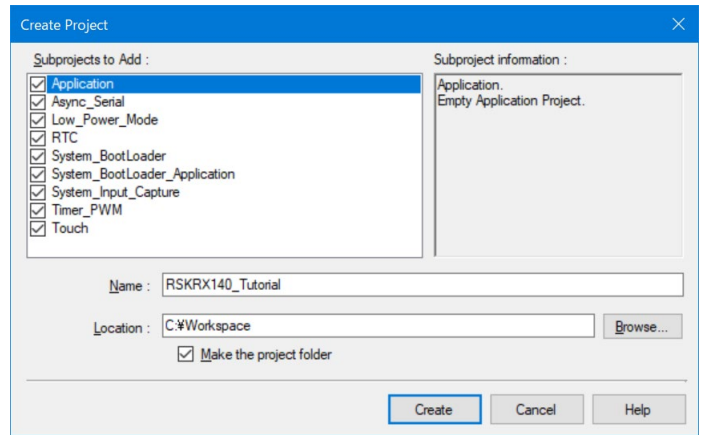 Create Project
Subprojects to Add :
Application
Async_Serial
Low_Power_Mode
RTC
System_BootLoader
System_BootLoader_Application
System_Input_Capture
Timer_PWM
Touch
Subproject information :
Application.
Empty Application Project.
Name : RSKRX140_Tutorial
Location : C:¥Workspace Browse...
Make the project folder
Create Cancel Help